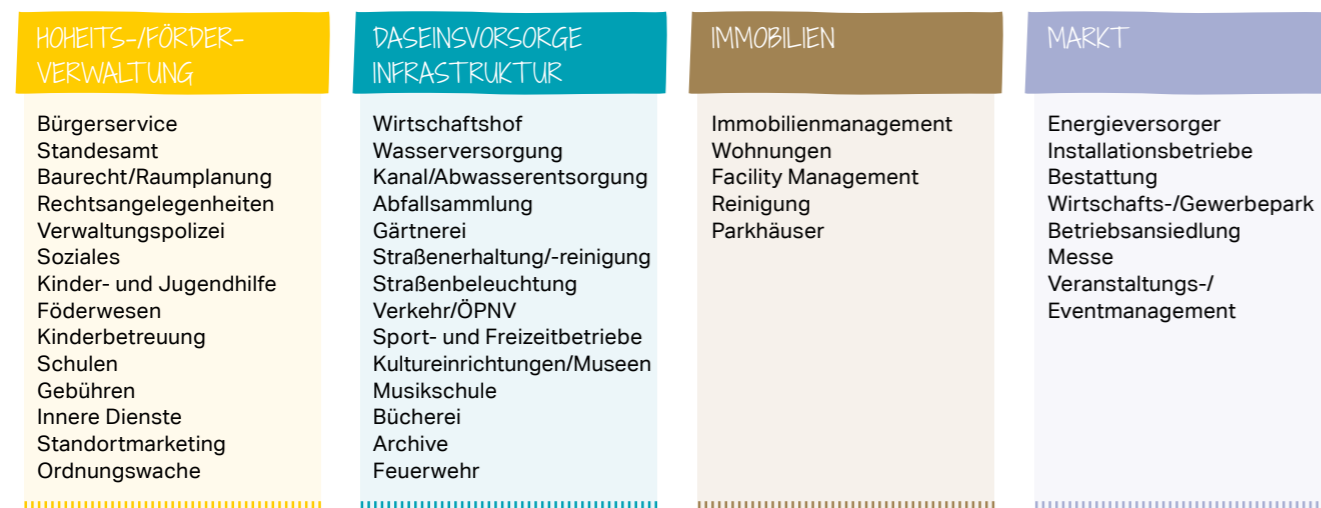 HOHEITS-/FÖRDER-
VERWALTUNG
Bürgerservice
Standesamt
Baurecht/Raumplanung
Rechtsangelegenheiten
Verwaltungspolizei
Soziales
Kinder- und Jugendhilfe
Föderwesen
Kinderbetreuung
Schulen
Gebühren
Innere Dienste
Standortmarketing
Ordnungswache
DASEINSVORSORGE
INFRASTRUKTUR
Wirtschaftshof
Wasserversorgung
Kanal/Abwasserentsorgung
Abfallsammlung
Gärtnerei
Straßenerhaltung/-reinigung
Straßenbeleuchtung
Verkehr/ÖPNV
Sport- und Freizeitbetriebe
Kultureinrichtungen/Museen
Musikschule
Bücherei
Archive
Feuerwehr
IMMOBILIEN
Immobilienmanagement
Wohnungen
Facility Management
Reinigung
Parkhäuser
MARKT
Energieversorger
Installationsbetriebe
Bestattung
Wirtschafts-/Gewerbepark
Betriebsansiedlung
Messe
Veranstaltungs-/
Eventmanagement